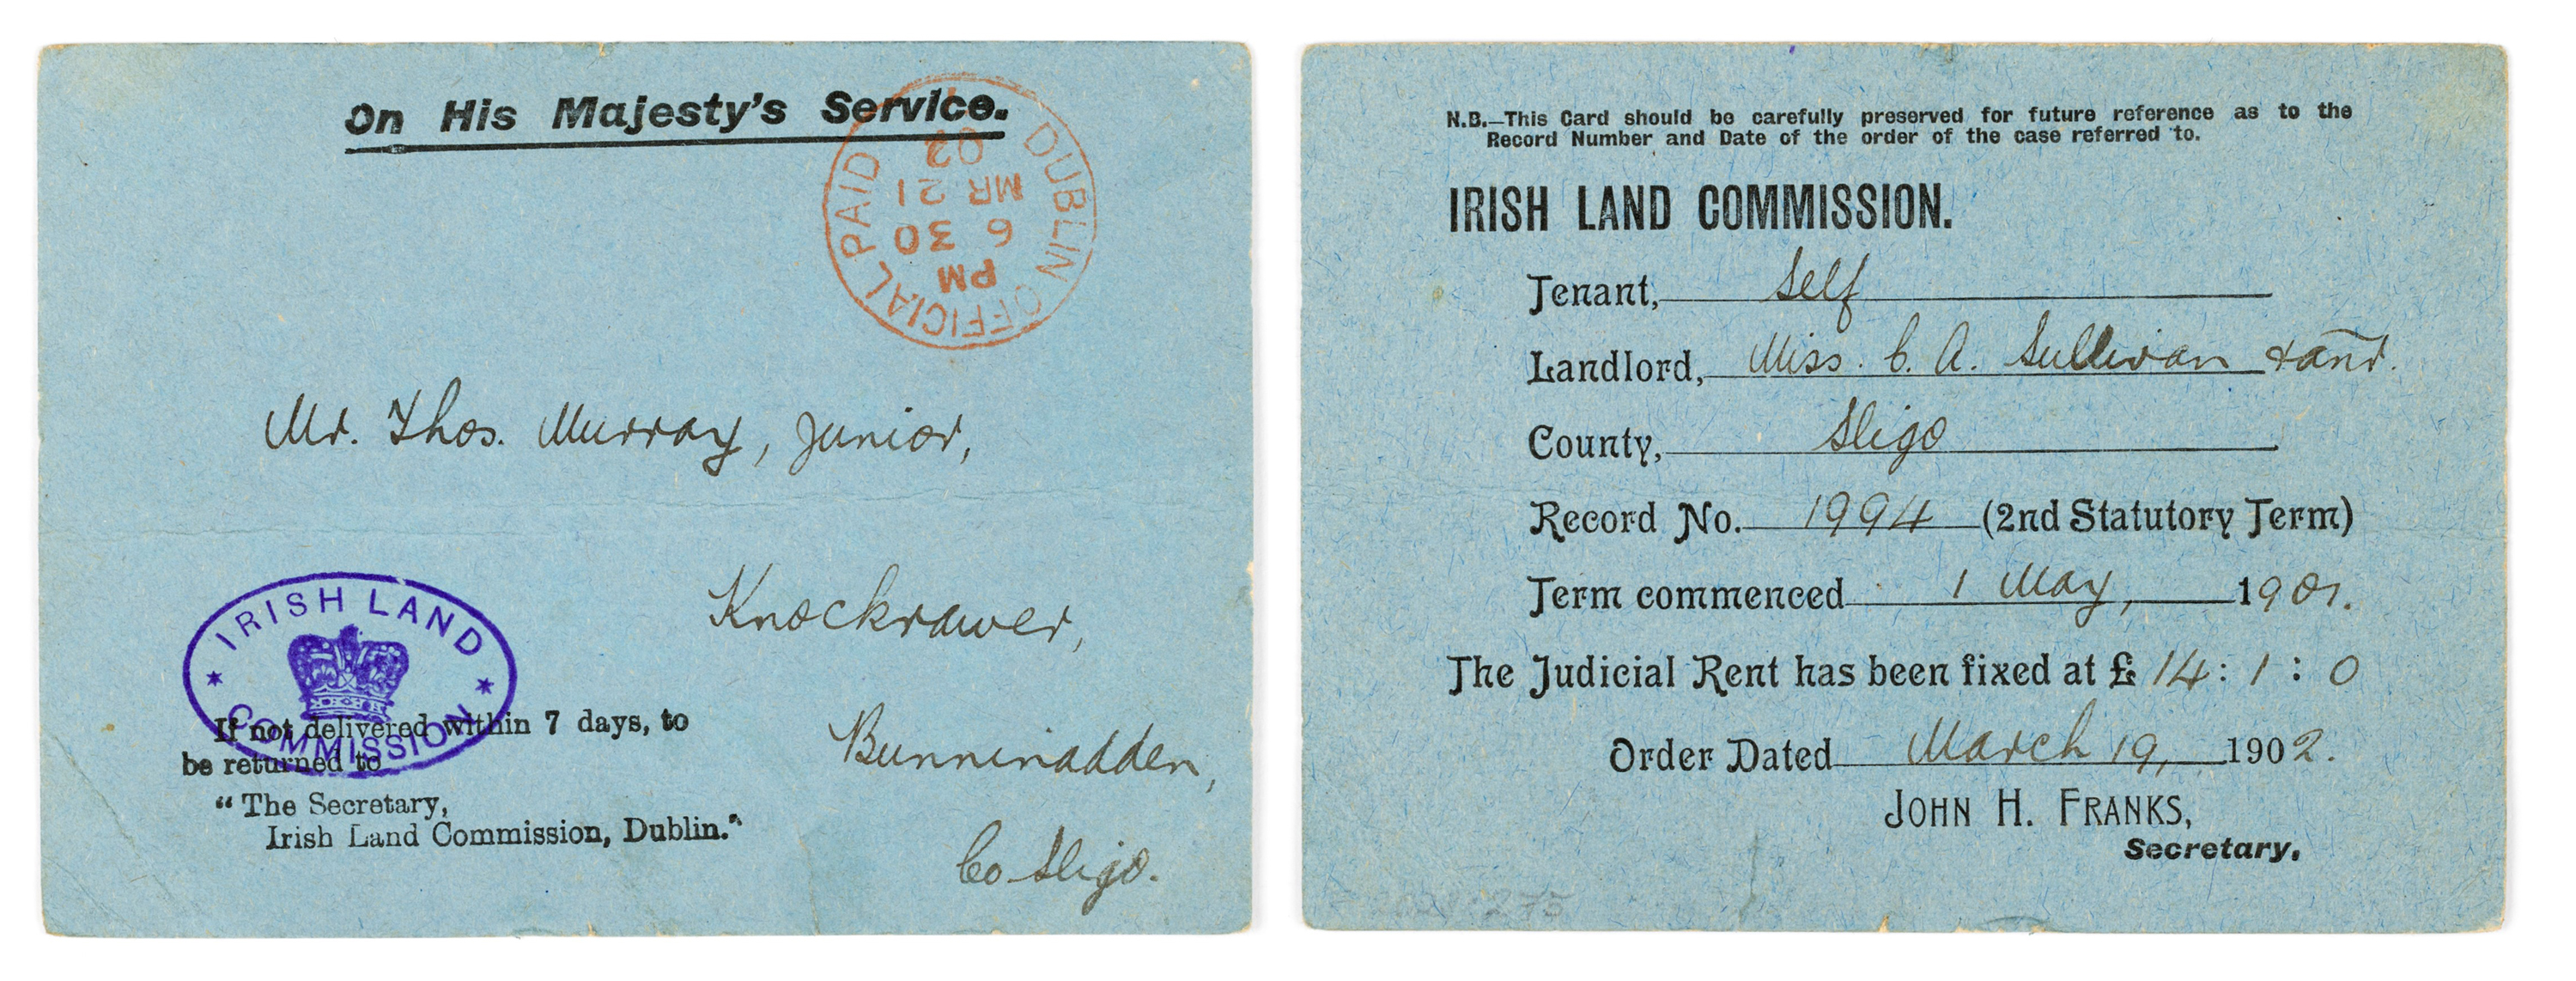 On His Majesty's Service.
DUBLIN OFFICIAL PAID
PM
6 30
MR 21
02
Mr. Thos. Murray, Junior,
Knockrawer,
Bunninadden,
Co Sligo.
IRISH LAND
COMMISSION
If not delivered within 7 days, to
be returned to
"The Secretary,
Irish Land Commission, Dublin."
N.B.—This Card should be carefully preserved for future reference as to the
Record Number and Date of the order of the case referred to.
IRISH LAND COMMISSION.
Tenant, Self
Landlord, Miss. C. A. Sullivan & anr.
County, Sligo
Record No. 1994 (2nd Statutory Term)
Term commenced 1 May, 1901.
The Judicial Rent has been fixed at £ 14 : 1 : 0
Order Dated March 19, 1902.
JOHN H. FRANKS,
Secretary.